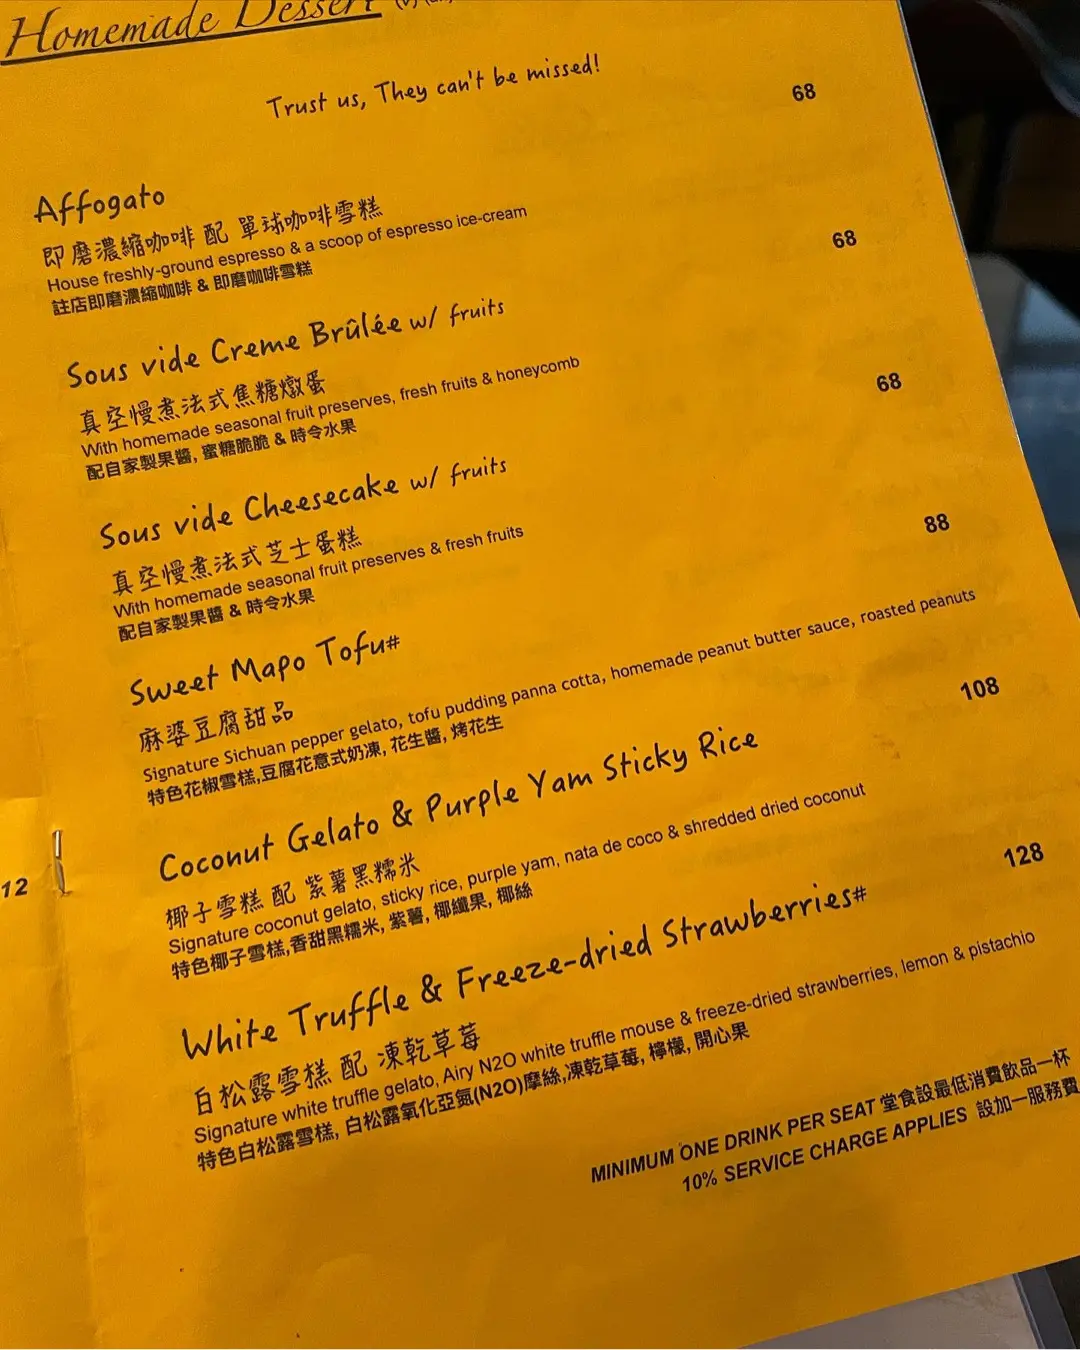 Homemade Dessert
Trust us, They can't be missed!
Affogato 68
即磨濃縮咖啡 配 單球咖啡雪糕
House freshly-ground espresso & a scoop of espresso ice-cream
註店即磨濃縮咖啡 & 即磨咖啡雪糕
Sous vide Creme Brûlée w/ fruits 68
真空慢煮法式焦糖燉蛋
With homemade seasonal fruit preserves, fresh fruits & honeycomb
配自家製果醬, 蜜糖脆脆 & 時令水果
Sous vide Cheesecake w/ fruits 68
真空慢煮法式芝士蛋糕
With homemade seasonal fruit preserves & fresh fruits
配自家製果醬 & 時令水果
Sweet Mapo Tofu# 88
麻婆豆腐甜品
Signature Sichuan pepper gelato, tofu pudding panna cotta, homemade peanut butter sauce, roasted peanuts
特色花椒雪糕,豆腐花意式奶凍, 花生醬, 烤花生
Coconut Gelato & Purple Yam Sticky Rice 108
椰子雪糕 配 紫薯黑糯米
Signature coconut gelato, sticky rice, purple yam, nata de coco & shredded dried coconut
特色椰子雪糕,香甜黑糯米, 紫薯, 椰纖果, 椰絲
White Truffle & Freeze-dried Strawberries# 128
白松露雪糕 配 凍乾草莓
Signature white truffle gelato, Airy N2O white truffle mouse & freeze-dried strawberries, lemon & pistachio
特色白松露雪糕, 白松露氧化亞氮(N2O)摩絲,凍乾草莓, 檸檬, 開心果
MINIMUM ONE DRINK PER SEAT 堂食設最低消費飲品一杯
10% SERVICE CHARGE APPLIES 設加一服務費
12